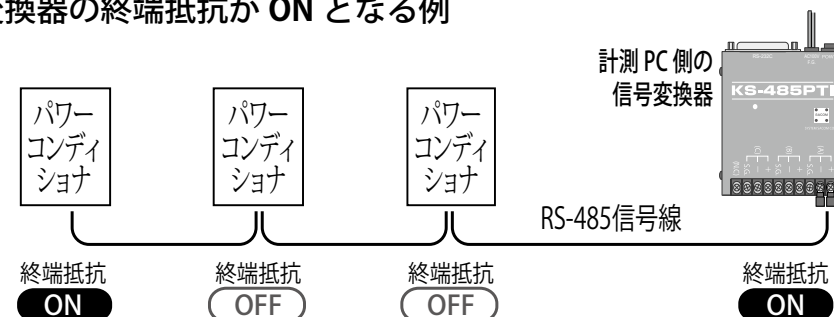 換器の終端抵抗が ON となる例
計測 PC 側の
信号変換器
KS-485PTI
パワー
コンディ
ショナ
パワー
コンディ
ショナ
パワー
コンディ
ショナ
RS-485信号線
終端抵抗
ON
終端抵抗
OFF
終端抵抗
OFF
終端抵抗
ON